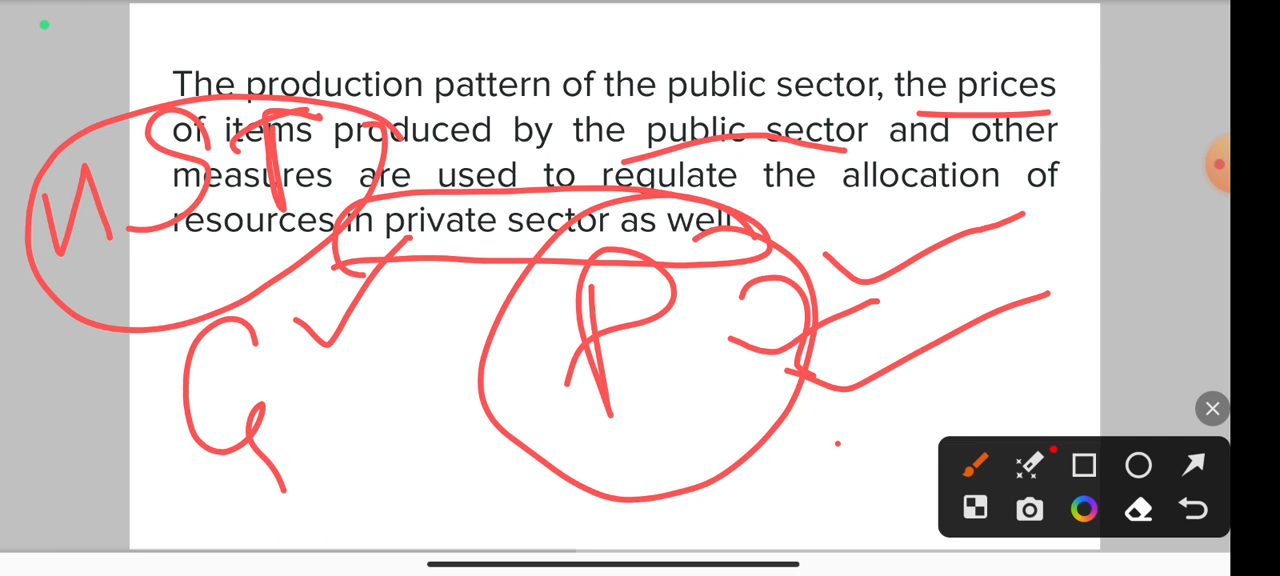 The production pattern of the public sector, the prices
of items produced by the public sector and other
measures are used to regulate the allocation of
resources in private sector as well
NST
G P